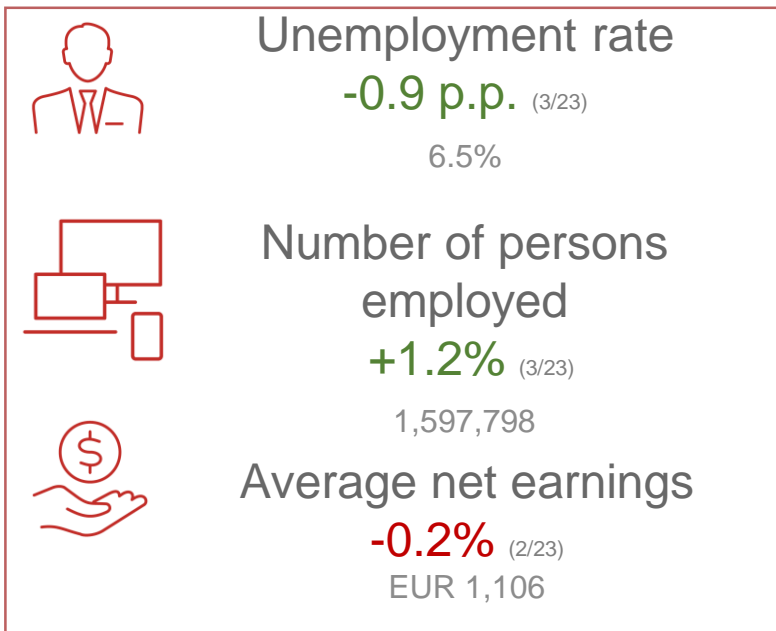 Unemployment rate
-0.9 p.p. (3/23)
6.5%
Number of persons
employed
+1.2% (3/23)
1,597,798
$
Average net earnings
-0.2% (2/23)
EUR 1,106